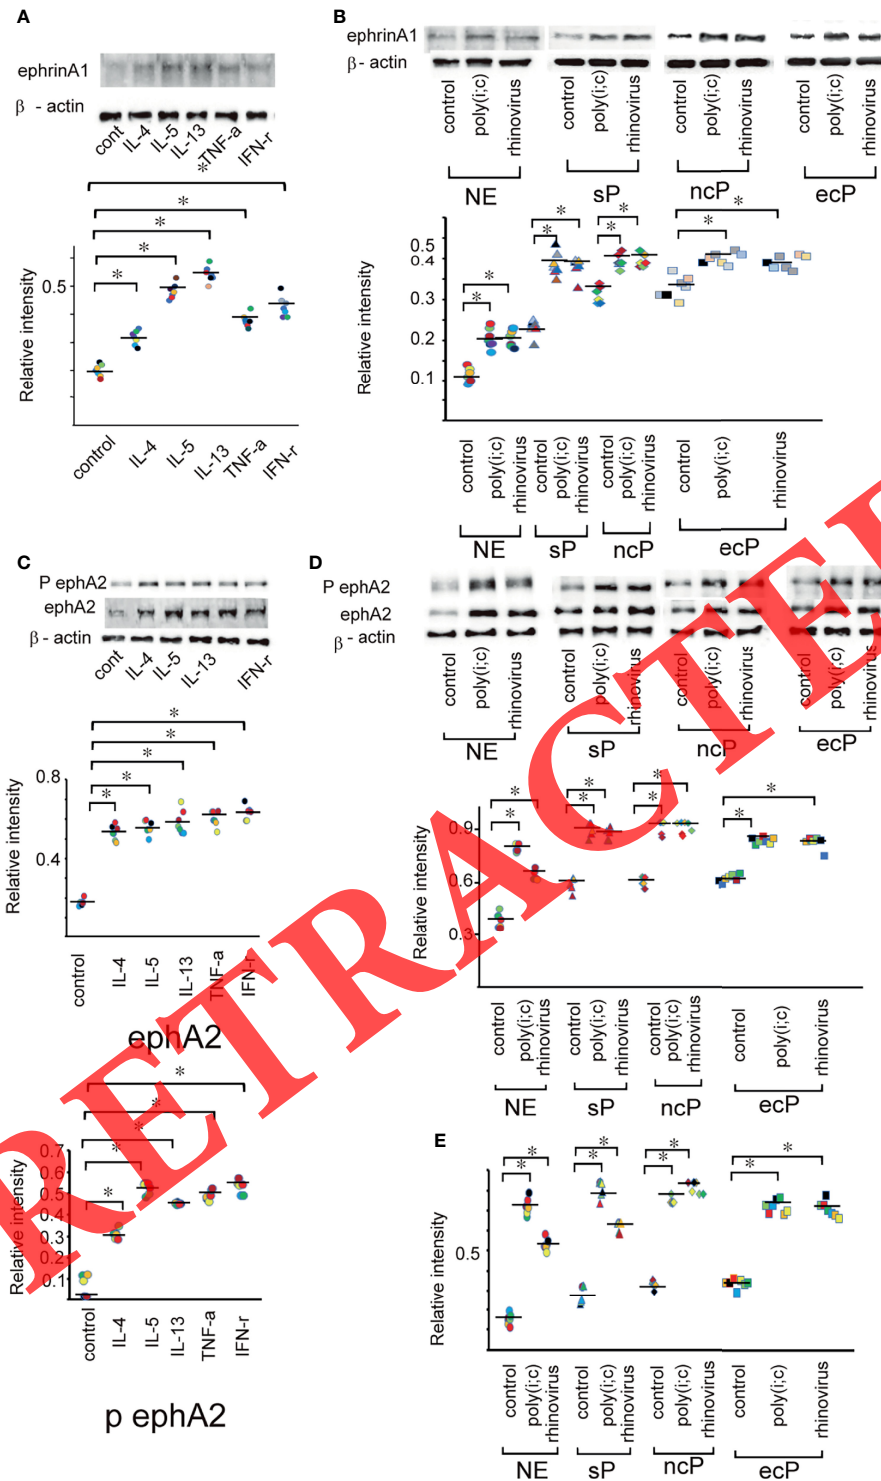 A
ephrinA1
β - actin
cont IL-4 IL-5 IL-13 TNF-a IFN-r
*
* * * *
*
0.5
Relative intensity
control IL-4 IL-5 IL-13 TNF-a IFN-r
B
ephrinA1
β- actin
control poly(i;c) rhinovirus control poly(i;c) rhinovirus control poly(i;c) rhinovirus control poly(i;c) rhinovirus
NE sP ncP ecP
* * * * * * * *
0.5
0.4
0.3
0.2
0.1
Relative intensity
control poly(i;c) rhinovirus control poly(i;c) rhinovirus control poly(i;c) rhinovirus control poly(i;c) rhinovirus
NE sP ncP ecP
C
P ephA2
ephA2
β - actin
cont IL-4 IL-5 IL-13 IFN-r
* * * * *
0.8
0.4
Relative intensity
control IL-4 IL-5 IL-13 TNF-a IFN-r
ephA2
* * * * *
0.7
0.5
0.3
0.2
0.1
Relative intensity
control IL-4 IL-5 IL-13 TNF-a IFN-r
p ephA2
D
P ephA2
ephA2
β - actin
control poly(i;c) rhinovirus control poly(i;c) rhinovirus control poly(i;c) rhinovirus control poly(i;c) rhinovirus
NE sP ncP ecP
* * * * * * * *
0.9
0.6
0.3
Relative intensity
control poly(i;c) rhinovirus control poly(i;c) rhinovirus control poly(i;c) rhinovirus control poly(i;c) rhinovirus
NE sP ncP ecP
E
* * * * * * * *
0.5
Relative intensity
control poly(i;c) rhinovirus control poly(i;c) rhinovirus control poly(i;c) rhinovirus control poly(i;c) rhinovirus
NE sP ncP ecP
RETRACTE